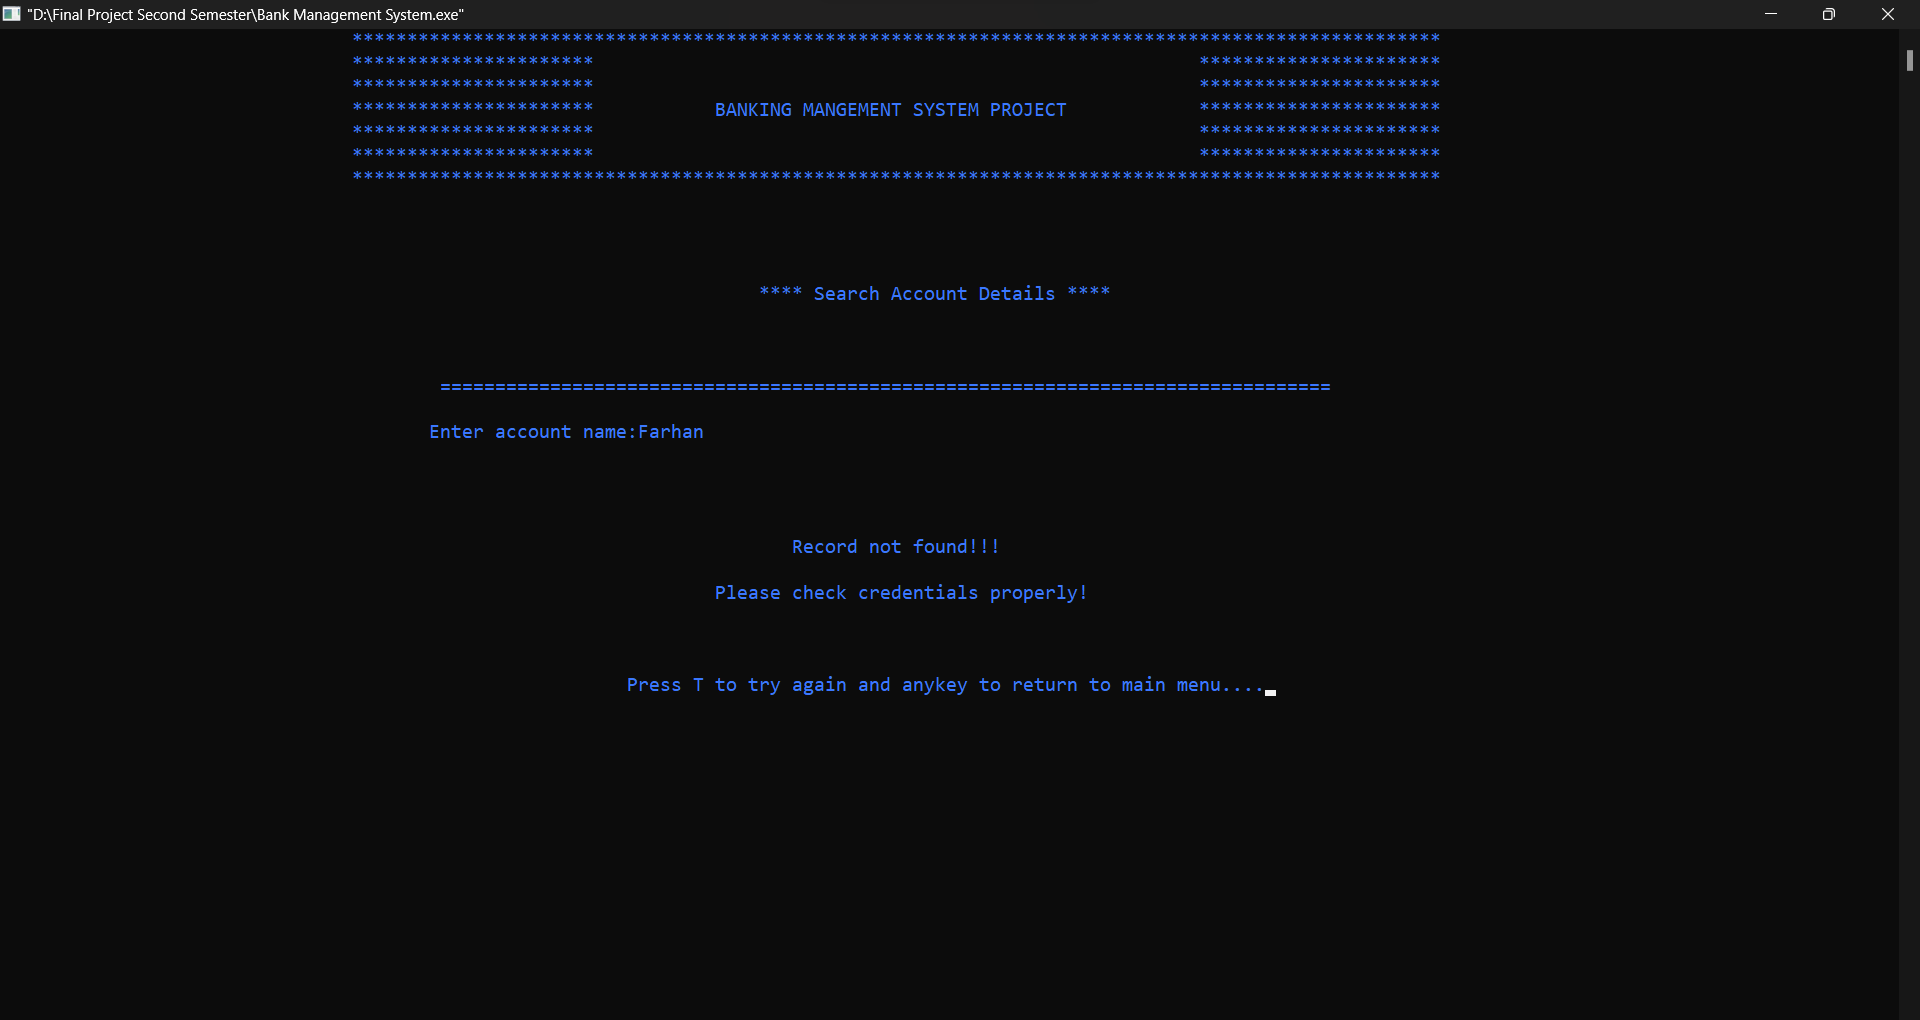 "D:\Final Project Second Semester\Bank Management System.exe"
***************************************************************************************************
********************** **********************
********************** **********************
********************** BANKING MANGEMENT SYSTEM PROJECT **********************
********************** **********************
********************** **********************
***************************************************************************************************
**** Search Account Details ****
=================================================================================
Enter account name:Farhan
Record not found!!!
Please check credentials properly!
Press T to try again and anykey to return to main menu...._